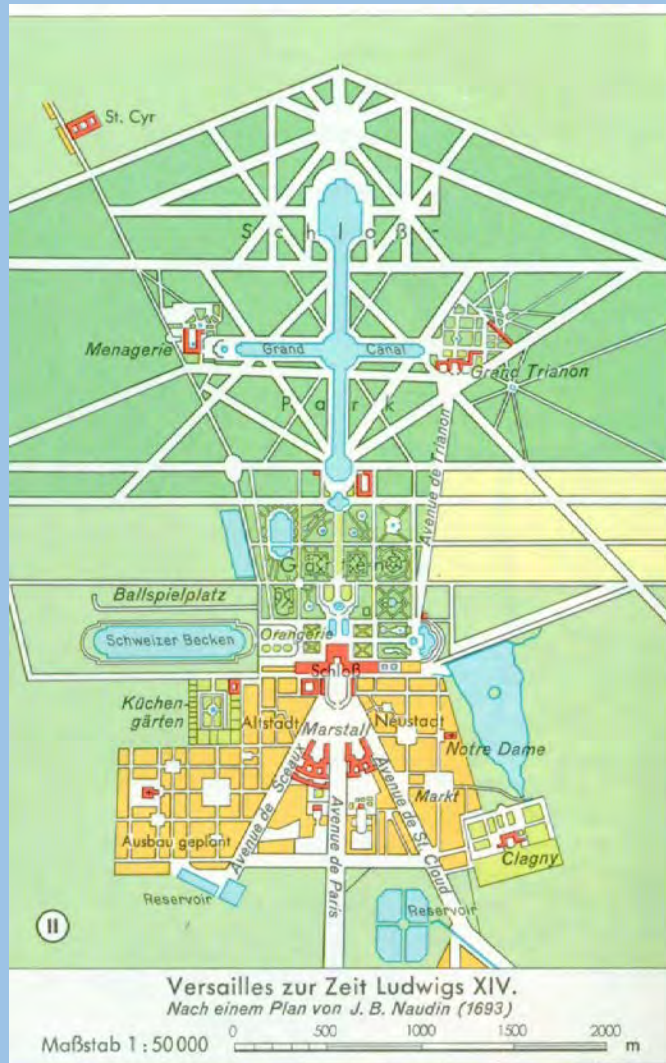 St. Cyr
Schloß-
Menagerie
Grand Canal
Grand Trianon
Park
Avenue de Trianon
Gärten
Ballspielplatz
Schweizer Becken
Orangerie
Schloß
Küchen-
gärten
Altstadt
Neustadt
Marstall
Notre Dame
Avenue de Sceaux
Avenue de Paris
Avenue de St. Cloud
Markt
Ausbau geplant
Clagny
Reservoir
Reservoir
II
Versailles zur Zeit Ludwigs XIV.
Nach einem Plan von J. B. Naudin (1693)
Maßstab 1 : 50 000
0 500 1000 1500 2000 m